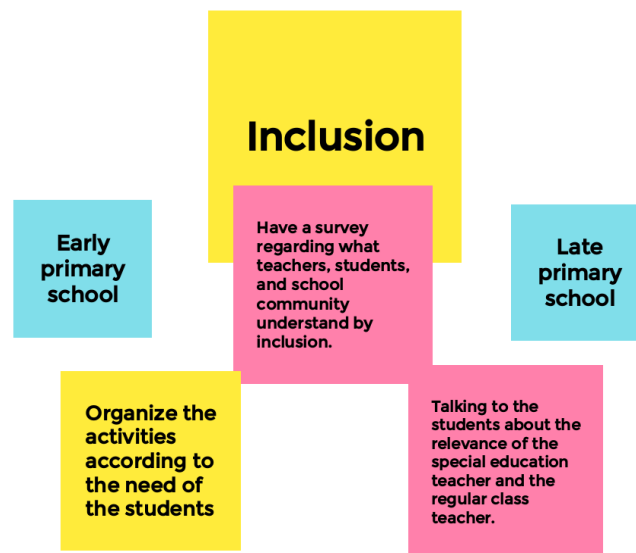 Inclusion
Have a survey
regarding what
teachers, students,
and school
community
understand by
inclusion.
Early
primary
school
Late
primary
school
Organize the
activities
according to
the need of
the students
Talking to the
students about the
relevance of the
special education
teacher and the
regular class
teacher.